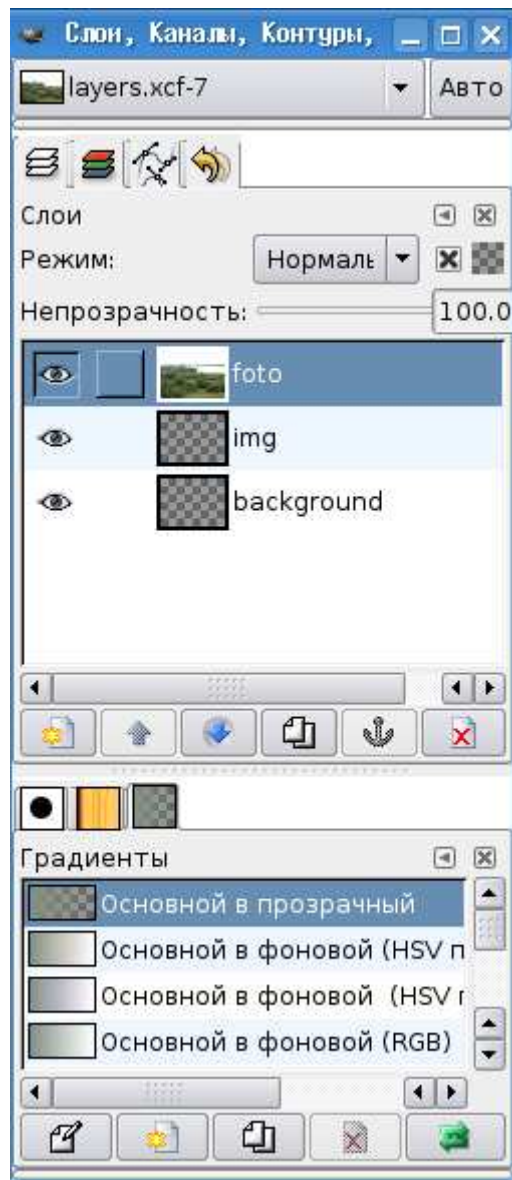 Слои, Каналы, Контуры,
layers.xcf-7
Авто
Слои
Режим:
Нормаль
Непрозрачность:
100.0
foto
img
background
Градиенты
Основной в прозрачный
Основной в фоновой (HSV п
Основной в фоновой (HSV г
Основной в фоновой (RGB)